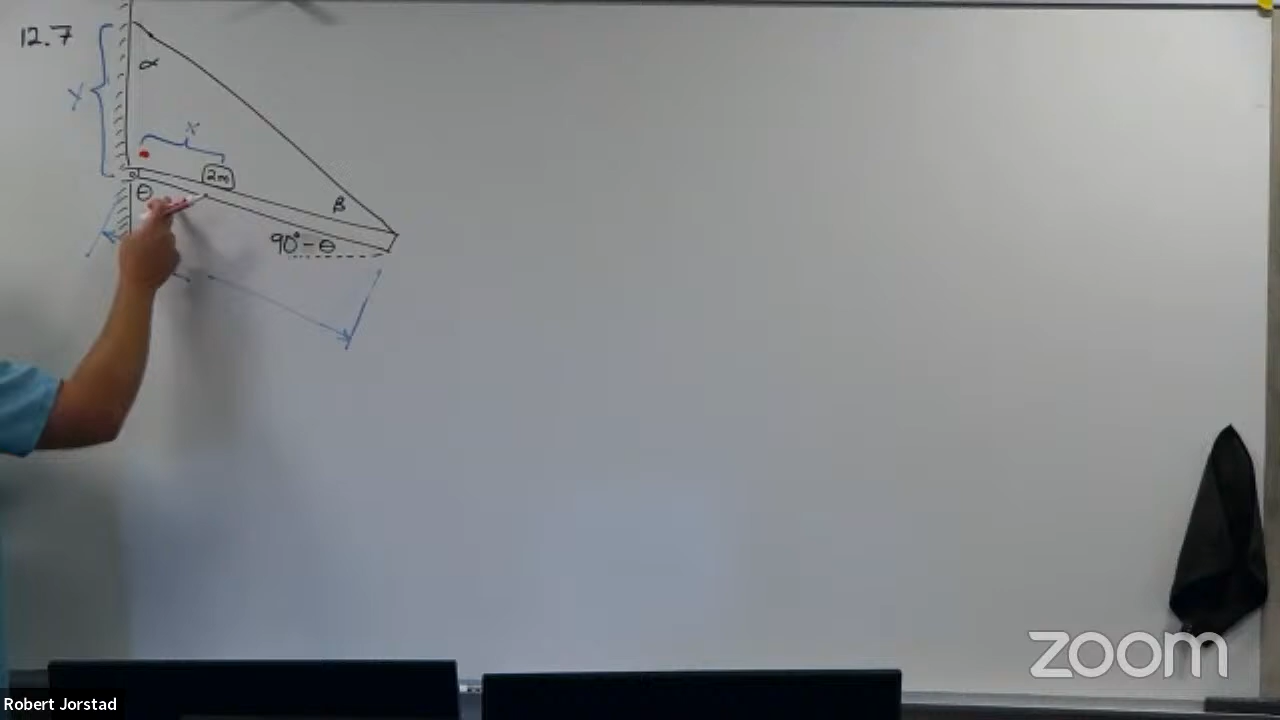 12.7
α
Y
x
2m
θ
β
90° - θ
zoom
Robert Jorstad